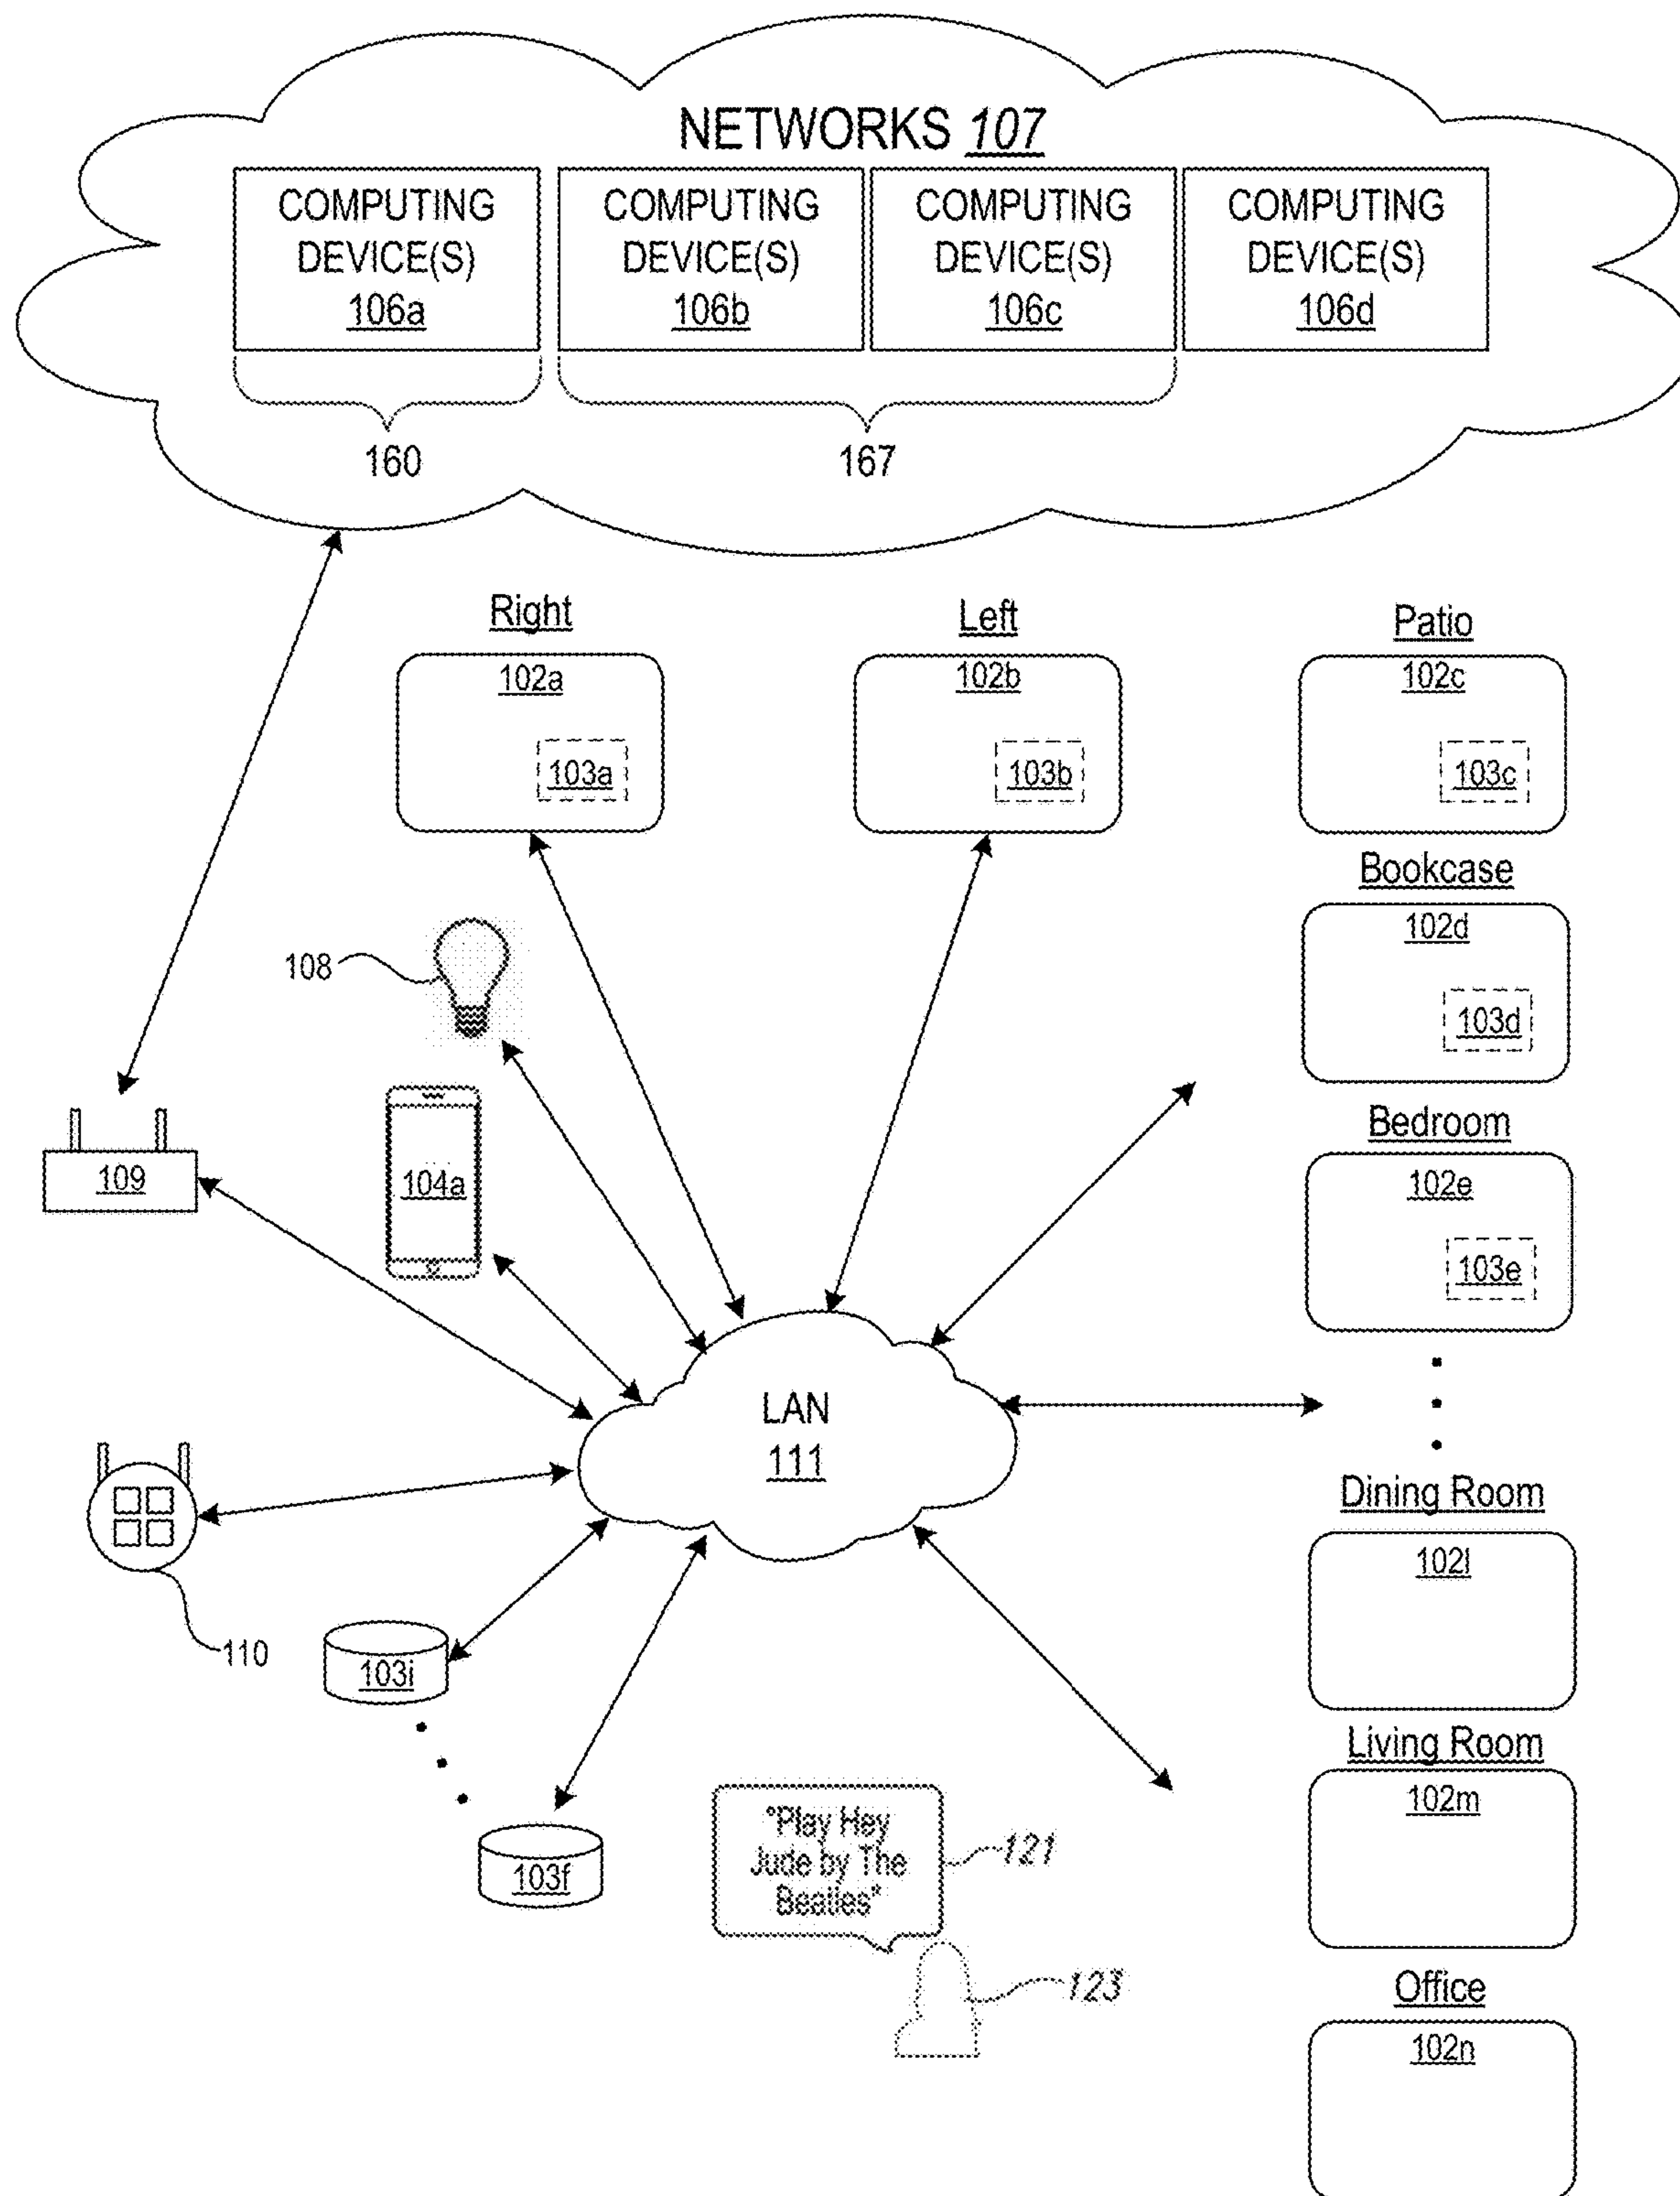 NETWORKS 107
COMPUTING
DEVICE(S)
106a
COMPUTING
DEVICE(S)
106b
COMPUTING
DEVICE(S)
106c
COMPUTING
DEVICE(S)
106d
160
167
Right
102a
103a
Left
102b
103b
Patio
102c
103c
Bookcase
102d
103d
Bedroom
102e
103e
108
104a
109
LAN
111
110
103i
103f
Dining Room
102l
Living Room
102m
Office
102n
"Play Hey
Jude by The
Beatles"
121
123